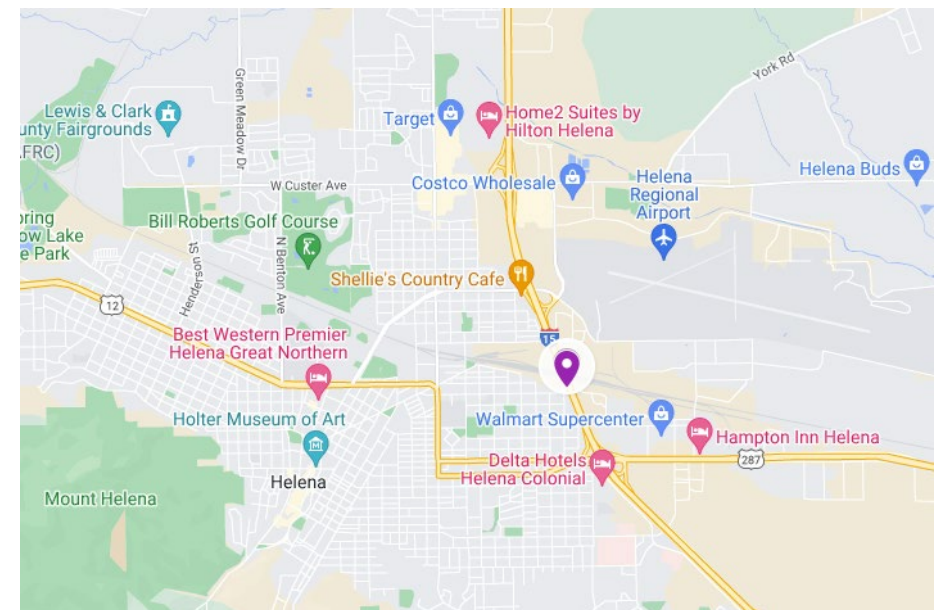 York Rd
Green Meadow Dr
Lewis & Clark
unty Fairgrounds
FRC)
Target
Home2 Suites by
Hilton Helena
W Custer Ave
Costco Wholesale
Helena
Regional
Airport
Helena Buds
pring
ow Lake
e Park
Bill Roberts Golf Course
Henderson St
N Benton Ave
Shellie's Country Cafe
12
15
Best Western Premier
Helena Great Northern
Holter Museum of Art
Walmart Supercenter
Hampton Inn Helena
287
Delta Hotels
Helena Colonial
Helena
Mount Helena